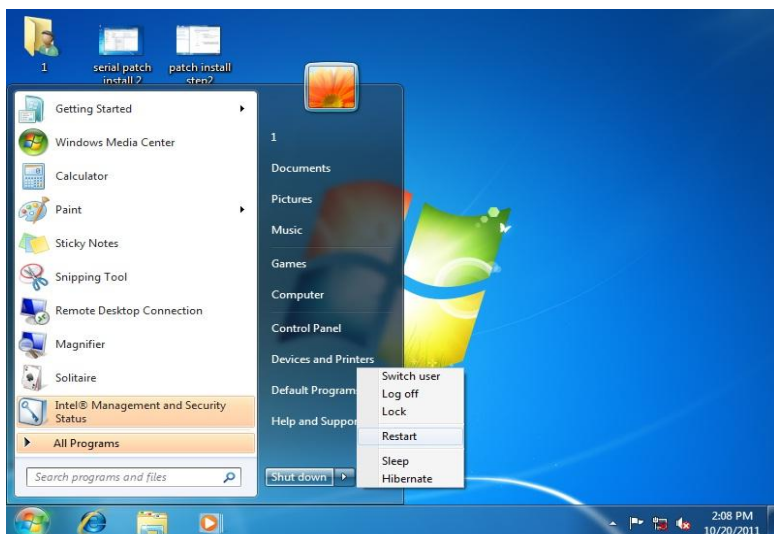 1
serial patch
install 2
patch install
step2
Getting Started
Windows Media Center
Calculator
Paint
Sticky Notes
Snipping Tool
Remote Desktop Connection
Magnifier
Solitaire
Intel® Management and Security
Status
All Programs
Search programs and files
1
Documents
Pictures
Music
Games
Computer
Control Panel
Devices and Printers
Default Program
Help and Suppor
Shut down
Switch user
Log off
Lock
Restart
Sleep
Hibernate
2:08 PM
10/20/2011